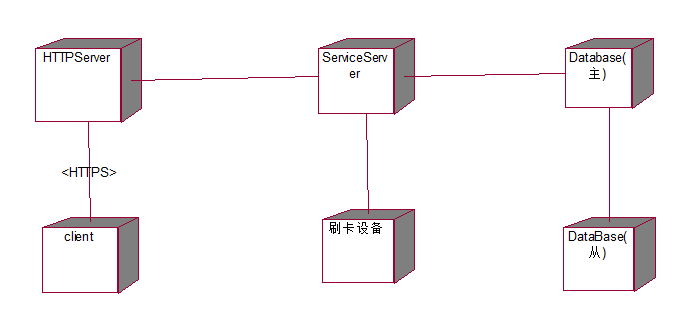 HTTPServer
ServiceServ
er
Database(
主)
<HTTPS>
client
刷卡设备
DataBase(
从)